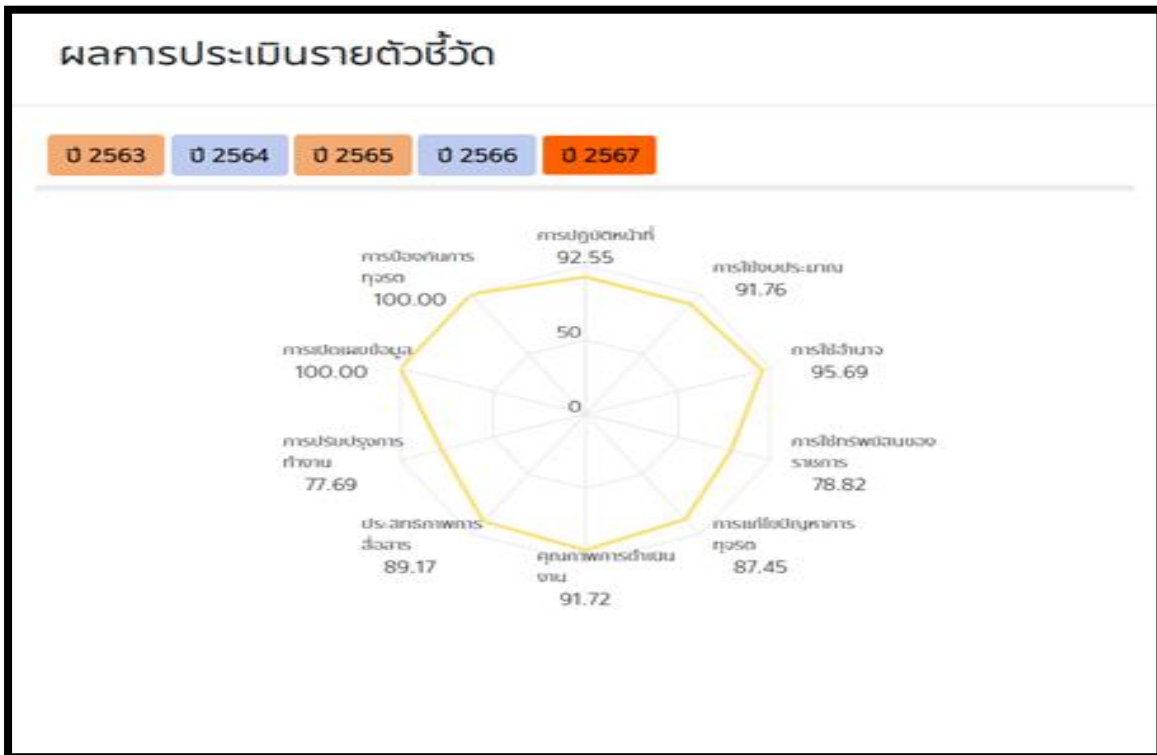 ผลการประเมินรายตัวชี้วัด
ปี 2563 ปี 2564 ปี 2565 ปี 2566 ปี 2567
การปฏิบัติหน้าที่
92.55
การใช้งบประมาณ
91.76
การใช้อำนาจ
95.69
การใช้ทรัพย์สินของ
ราชการ
78.82
การแก้ไขปัญหาการ
ทุจริต
87.45
คุณภาพการดำเนิน
งาน
91.72
ประสิทธิภาพการ
สื่อสาร
89.17
การปรับปรุงการ
ทำงาน
77.69
การเปิดเผยข้อมูล
100.00
การป้องกันการ
ทุจริต
100.00
50
0